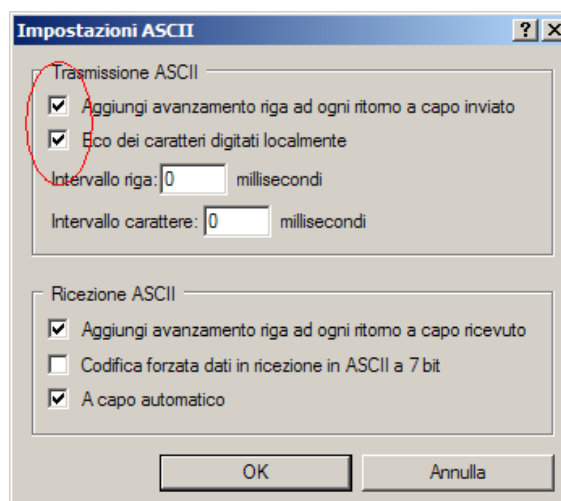 Impostazioni ASCII
Trasmissione ASCII
Aggiungi avanzamento riga ad ogni ritorno a capo inviato
Eco dei caratteri digitati localmente
Intervallo riga: 0 millisecondi
Intervallo carattere: 0 millisecondi
Ricezione ASCII
Aggiungi avanzamento riga ad ogni ritorno a capo ricevuto
Codifica forzata dati in ricezione in ASCII a 7 bit
A capo automatico
OK Annulla